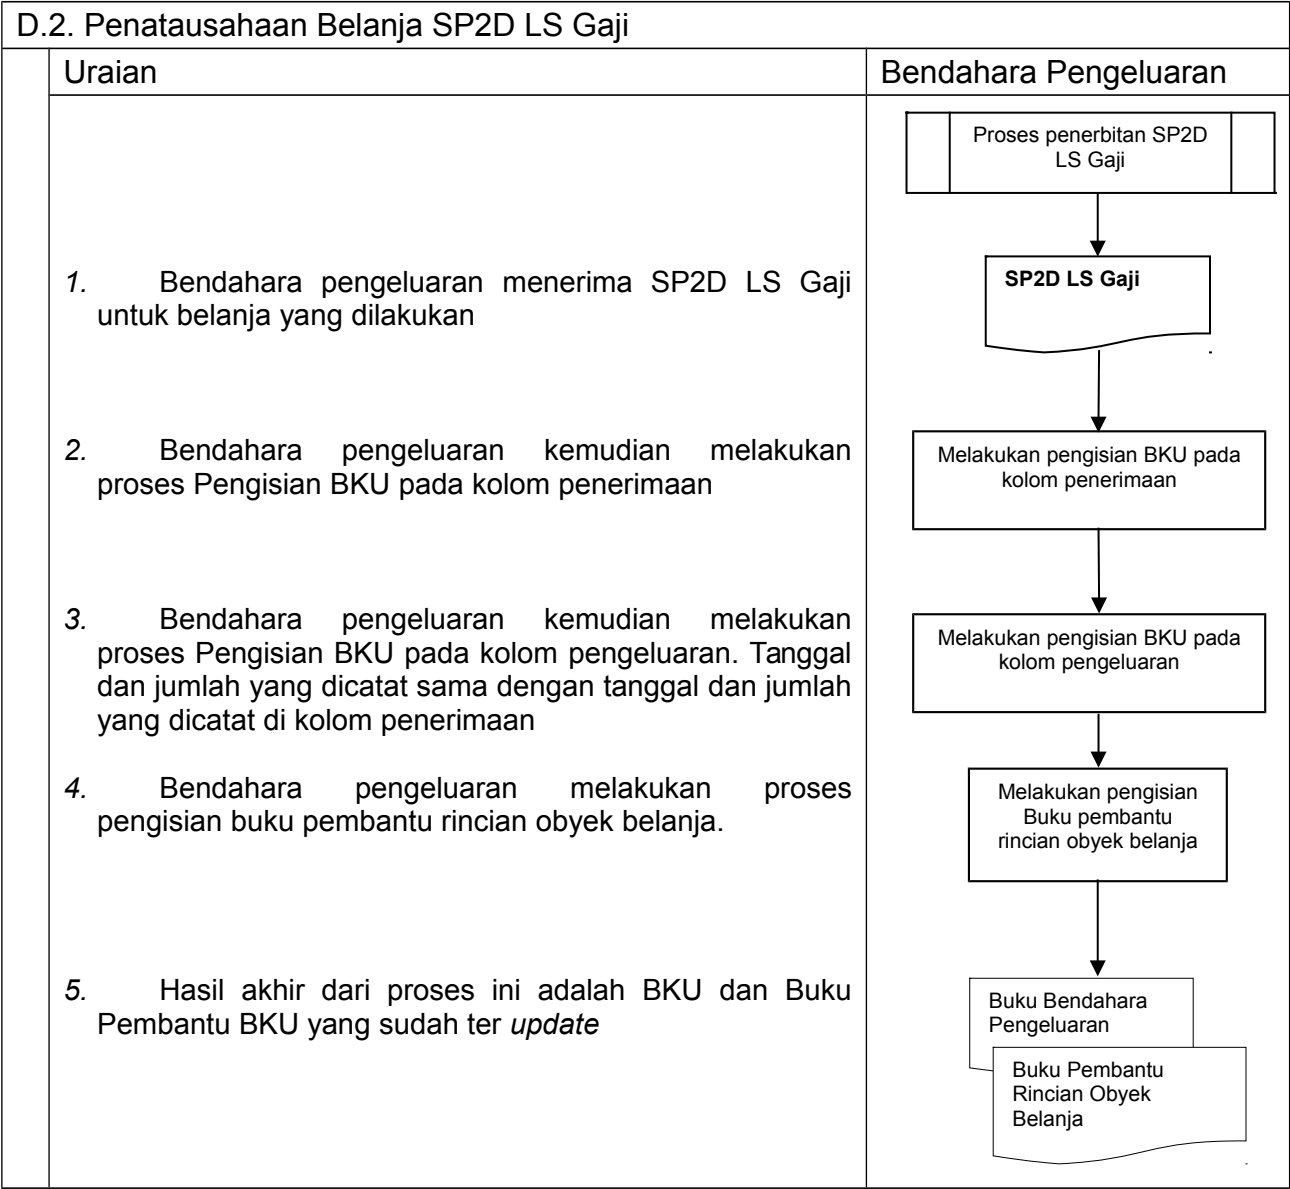 D.2. Penatausahaan Belanja SP2D LS Gaji
Uraian
Bendahara Pengeluaran
Proses penerbitan SP2D
LS Gaji
1. Bendahara pengeluaran menerima SP2D LS Gaji
untuk belanja yang dilakukan
SP2D LS Gaji
2. Bendahara pengeluaran kemudian melakukan
proses Pengisian BKU pada kolom penerimaan
Melakukan pengisian BKU pada
kolom penerimaan
3. Bendahara pengeluaran kemudian melakukan
proses Pengisian BKU pada kolom pengeluaran. Tanggal
dan jumlah yang dicatat sama dengan tanggal dan jumlah
yang dicatat di kolom penerimaan
Melakukan pengisian BKU pada
kolom pengeluaran
4. Bendahara pengeluaran melakukan proses
pengisian buku pembantu rincian obyek belanja.
Melakukan pengisian
Buku pembantu
rincian obyek belanja
5. Hasil akhir dari proses ini adalah BKU dan Buku
Pembantu BKU yang sudah ter update
Buku Bendahara
Pengeluaran
Buku Pembantu
Rincian Obyek
Belanja